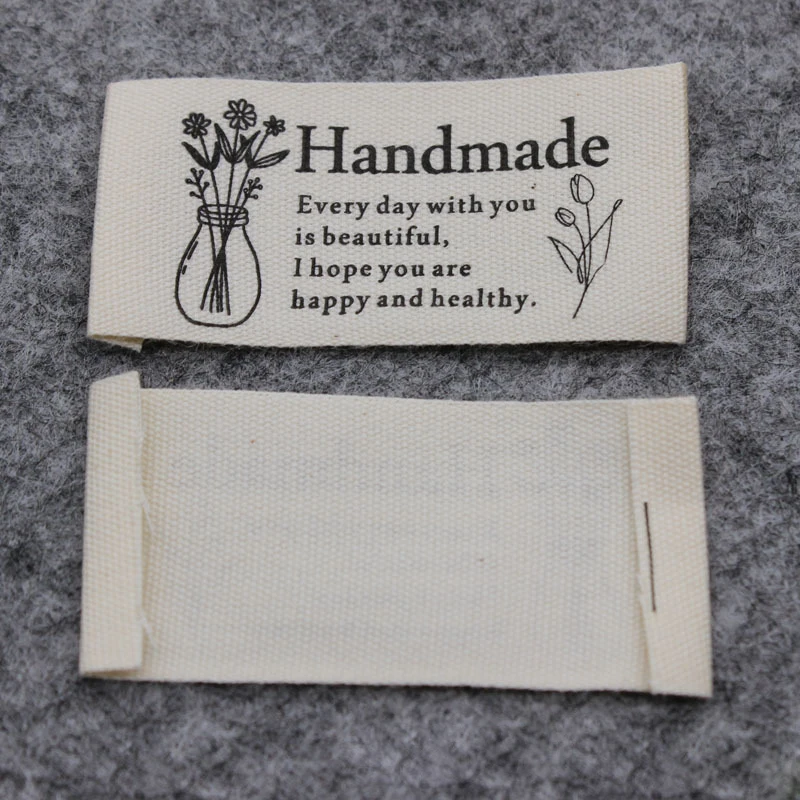 Handmade
Every day with you
is beautiful,
I hope you are
happy and healthy.